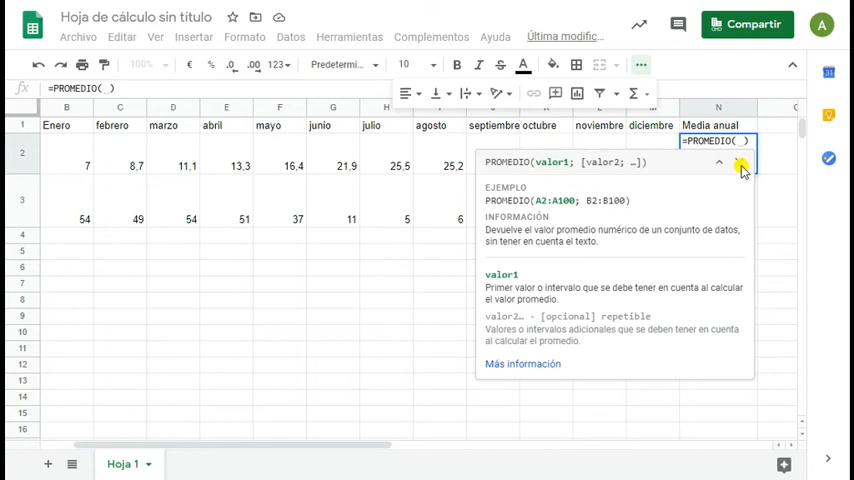 Hoja de cálculo sin título
Archivo Editar Ver Insertar Formato Datos Herramientas Complementos Ayuda Última modific...
Compartir
A
100% € % .0 .00 123 Predetermi... 10 B I S A
fx =PROMEDIO(_)
B C D E F G H N
1 Enero febrero marzo abril mayo junio julio agosto septiembre octubre noviembre diciembre Media anual
=PROMEDIO(_)
2 7 8,7 11,1 13,3 16,4 21,9 25,5 25,2
3 54 49 54 51 37 11 5 6
PROMEDIO(valor1; [valor2; …])
EJEMPLO
PROMEDIO(A2:A100; B2:B100)
INFORMACIÓN
Devuelve el valor promedio numérico de un conjunto de datos,
sin tener en cuenta el texto.
valor1
Primer valor o intervalo que se debe tener en cuenta al calcular
el valor promedio.
valor2… - [opcional] repetible
Valores o intervalos adicionales que se deben tener en cuenta
al calcular el promedio.
Más información
4
5
6
7
8
9
10
11
12
13
14
15
16
Hoja 1